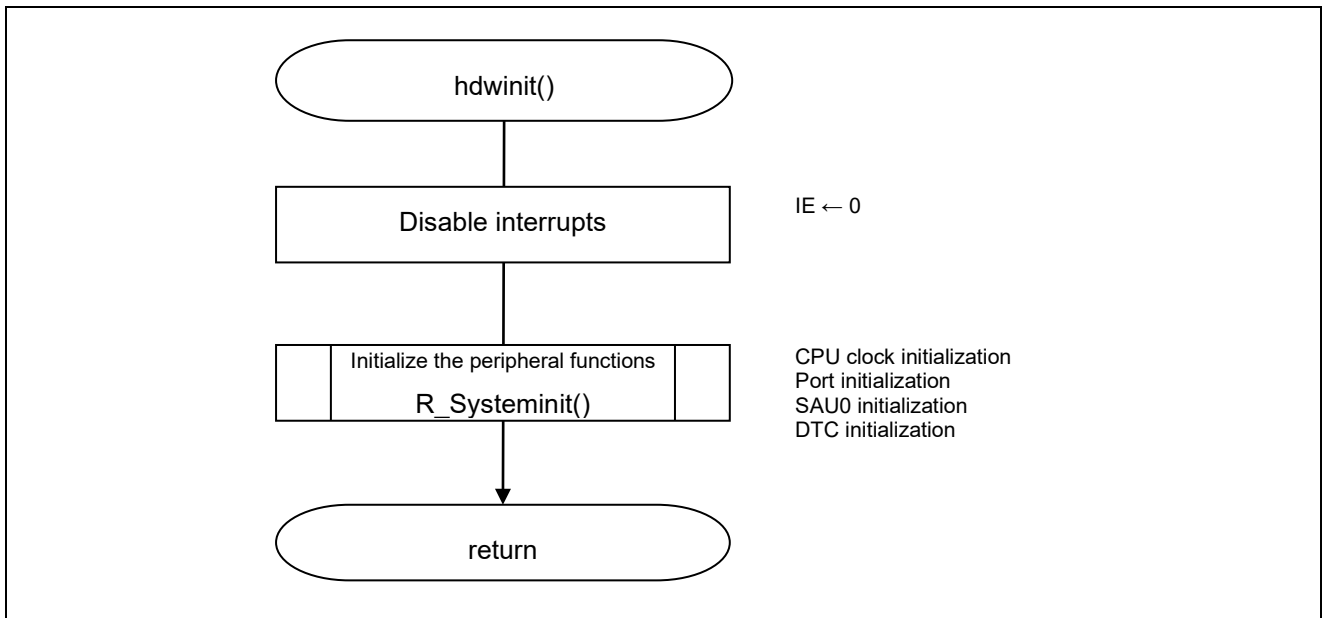 hdwinit()
Disable interrupts
IE ← 0
Initialize the peripheral functions
R_Systeminit()
CPU clock initialization
Port initialization
SAU0 initialization
DTC initialization
return